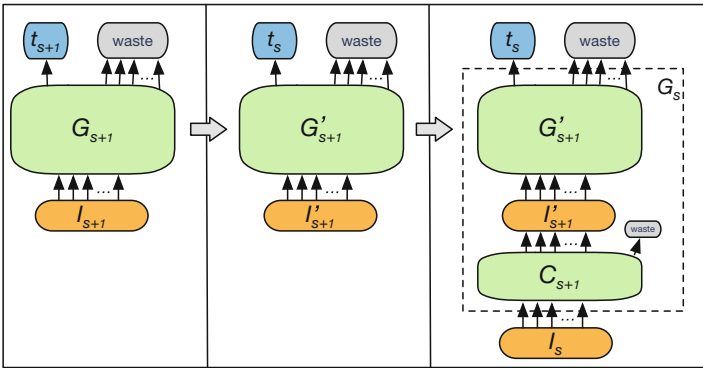 t_{s+1} waste
...
G_{s+1}
...
I_{s+1}
t_s waste
...
G'_{s+1}
...
I'_{s+1}
t_s waste
... G_s
G'_{s+1}
...
I'_{s+1}
... waste
C_{s+1}
...
I_s